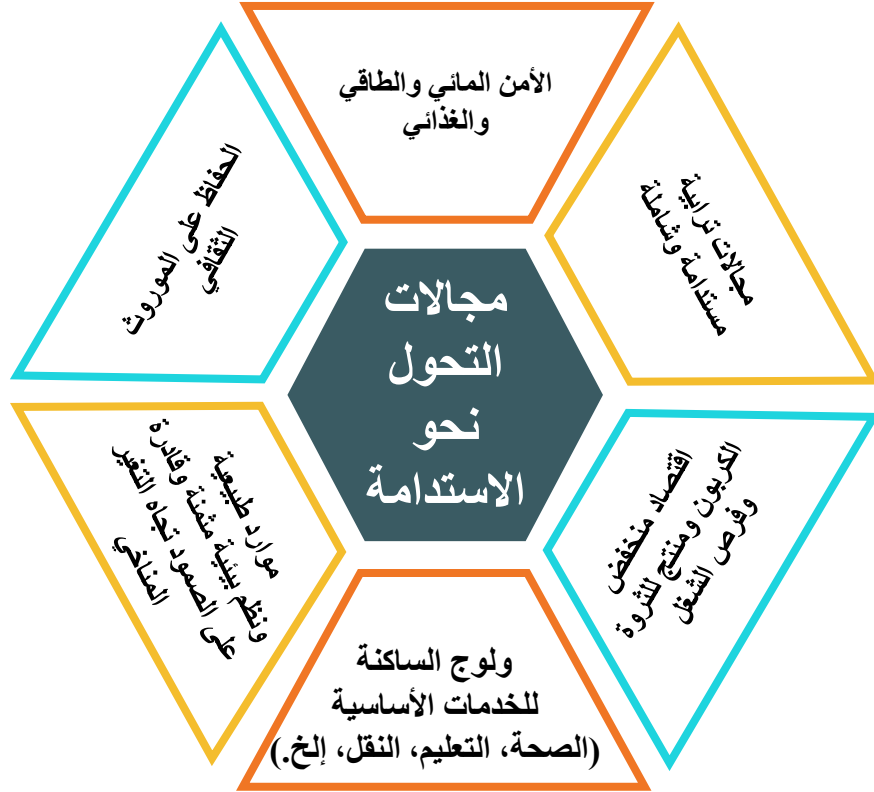 الأمن المائي والطاقي
والغذائي
مجالات ترابية
مستدامة وشاملة
اقتصاد منخفض
الكربون ومنتج للثروة
وفرص الشغل
ولوج الساكنة
للخدمات الأساسية
(الصحة، التعليم، النقل، إلخ.)
موارد طبيعية
ونظم بيئية مثمنة وقادرة
على الصمود تجاه التغير
المناخي
الحفاظ على الموروث
الثقافي
مجالات
التحول
نحو
الاستدامة